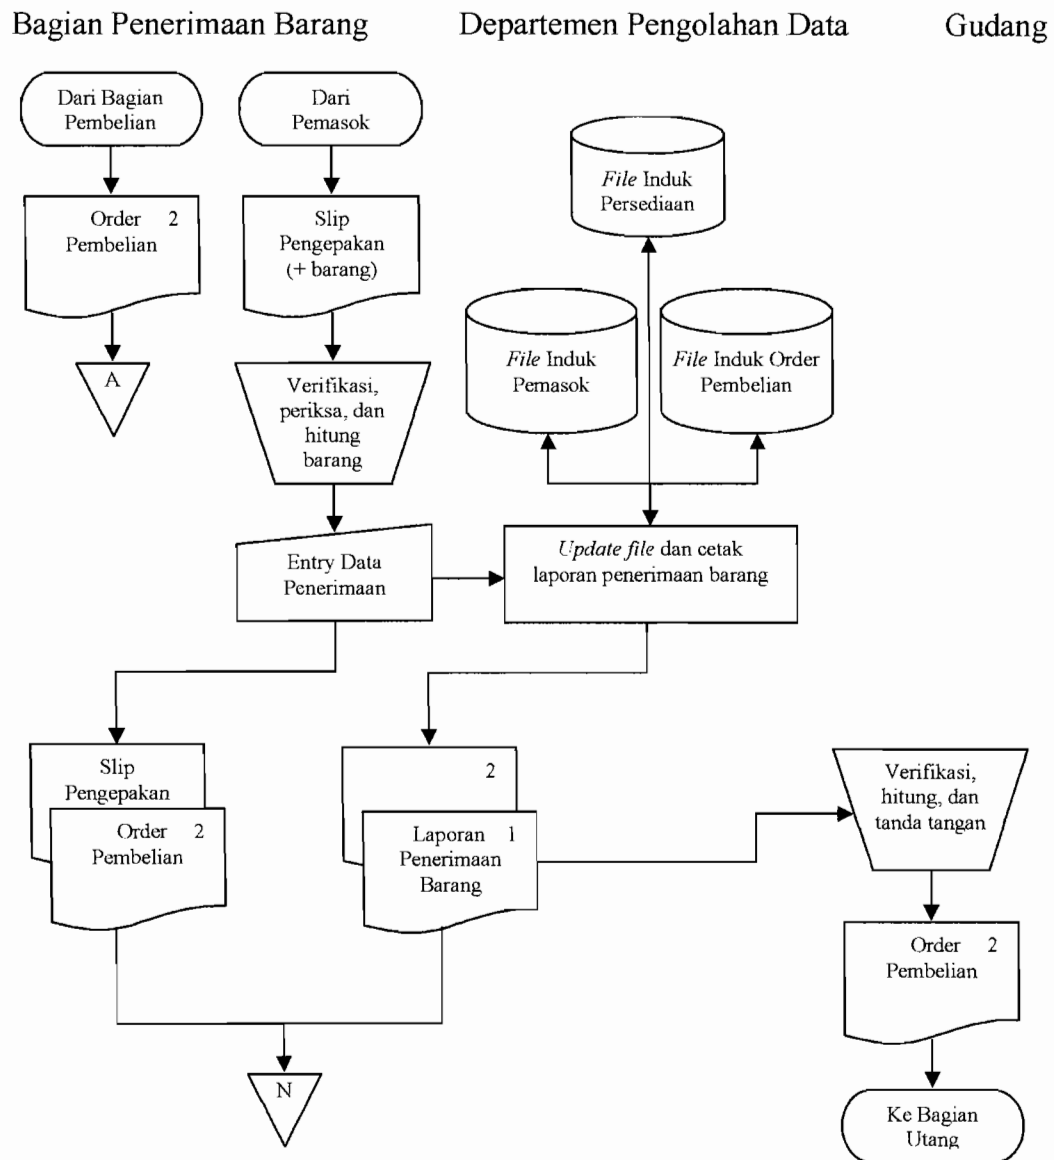 Bagian Penerimaan Barang
Departemen Pengolahan Data
Gudang
Dari Bagian
Pembelian
Dari
Pemasok
File Induk
Persediaan
Order 2
Pembelian
Slip
Pengepakan
(+ barang)
File Induk
Pemasok
File Induk Order
Pembelian
A
Verifikasi,
periksa, dan
hitung
barang
Entry Data
Penerimaan
Update file dan cetak
laporan penerimaan barang
Slip
Pengepakan
Order 2
Pembelian
2
Laporan 1
Penerimaan
Barang
Verifikasi,
hitung, dan
tanda tangan
Order 2
Pembelian
N
Ke Bagian
Utang